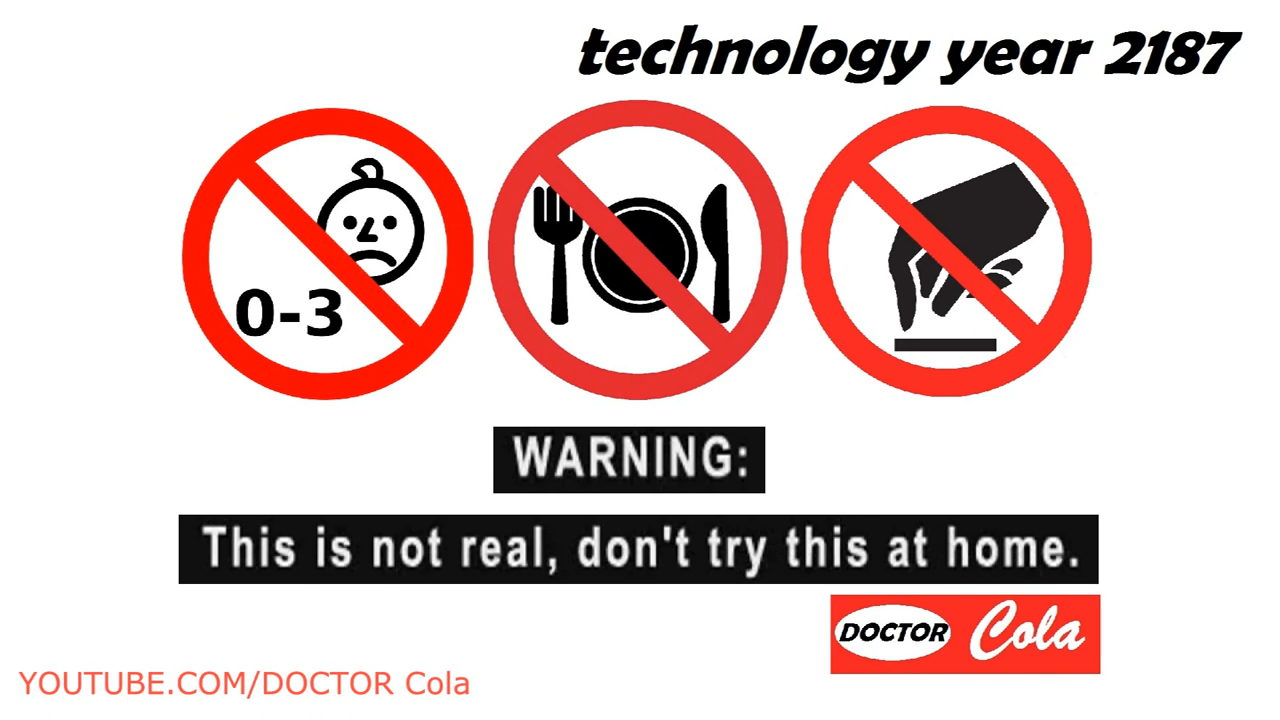 technology year 2187
0-3
WARNING:
This is not real, don't try this at home.
DOCTOR Cola
YOUTUBE.COM/DOCTOR Cola